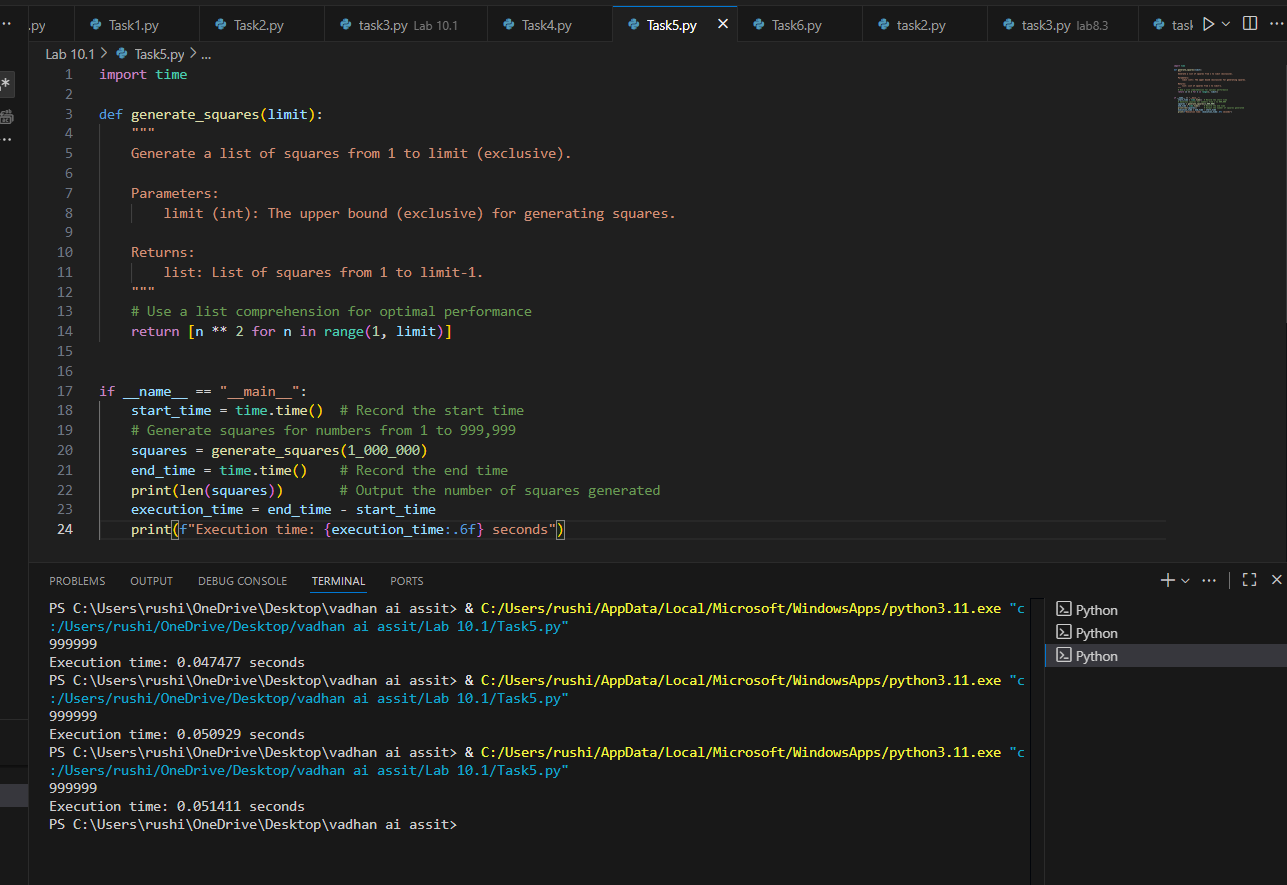 .py
Task1.py
Task2.py
task3.py Lab 10.1
Task4.py
Task5.py
Task6.py
task2.py
task3.py lab8.3
task
Lab 10.1 > Task5.py > ...
1 import time
2
3 def generate_squares(limit):
4 """
5 Generate a list of squares from 1 to limit (exclusive).
6
7 Parameters:
8 limit (int): The upper bound (exclusive) for generating squares.
9
10 Returns:
11 list: List of squares from 1 to limit-1.
12 """
13 # Use a list comprehension for optimal performance
14 return [n ** 2 for n in range(1, limit)]
15
16
17 if __name__ == "__main__":
18 start_time = time.time()  # Record the start time
19 # Generate squares for numbers from 1 to 999,999
20 squares = generate_squares(1_000_000)
21 end_time = time.time()    # Record the end time
22 print(len(squares))       # Output the number of squares generated
23 execution_time = end_time - start_time
24 print(f"Execution time: {execution_time:.6f} seconds")
PROBLEMS OUTPUT DEBUG CONSOLE TERMINAL PORTS
PS C:\Users\rushi\OneDrive\Desktop\vadhan ai assit> & C:/Users/rushi/AppData/Local/Microsoft/WindowsApps/python3.11.exe "c
:/Users/rushi/OneDrive/Desktop/vadhan ai assit/Lab 10.1/Task5.py"
999999
Execution time: 0.047477 seconds
PS C:\Users\rushi\OneDrive\Desktop\vadhan ai assit> & C:/Users/rushi/AppData/Local/Microsoft/WindowsApps/python3.11.exe "c
:/Users/rushi/OneDrive/Desktop/vadhan ai assit/Lab 10.1/Task5.py"
999999
Execution time: 0.050929 seconds
PS C:\Users\rushi\OneDrive\Desktop\vadhan ai assit> & C:/Users/rushi/AppData/Local/Microsoft/WindowsApps/python3.11.exe "c
:/Users/rushi/OneDrive/Desktop/vadhan ai assit/Lab 10.1/Task5.py"
999999
Execution time: 0.051411 seconds
PS C:\Users\rushi\OneDrive\Desktop\vadhan ai assit>
Python
Python
Python